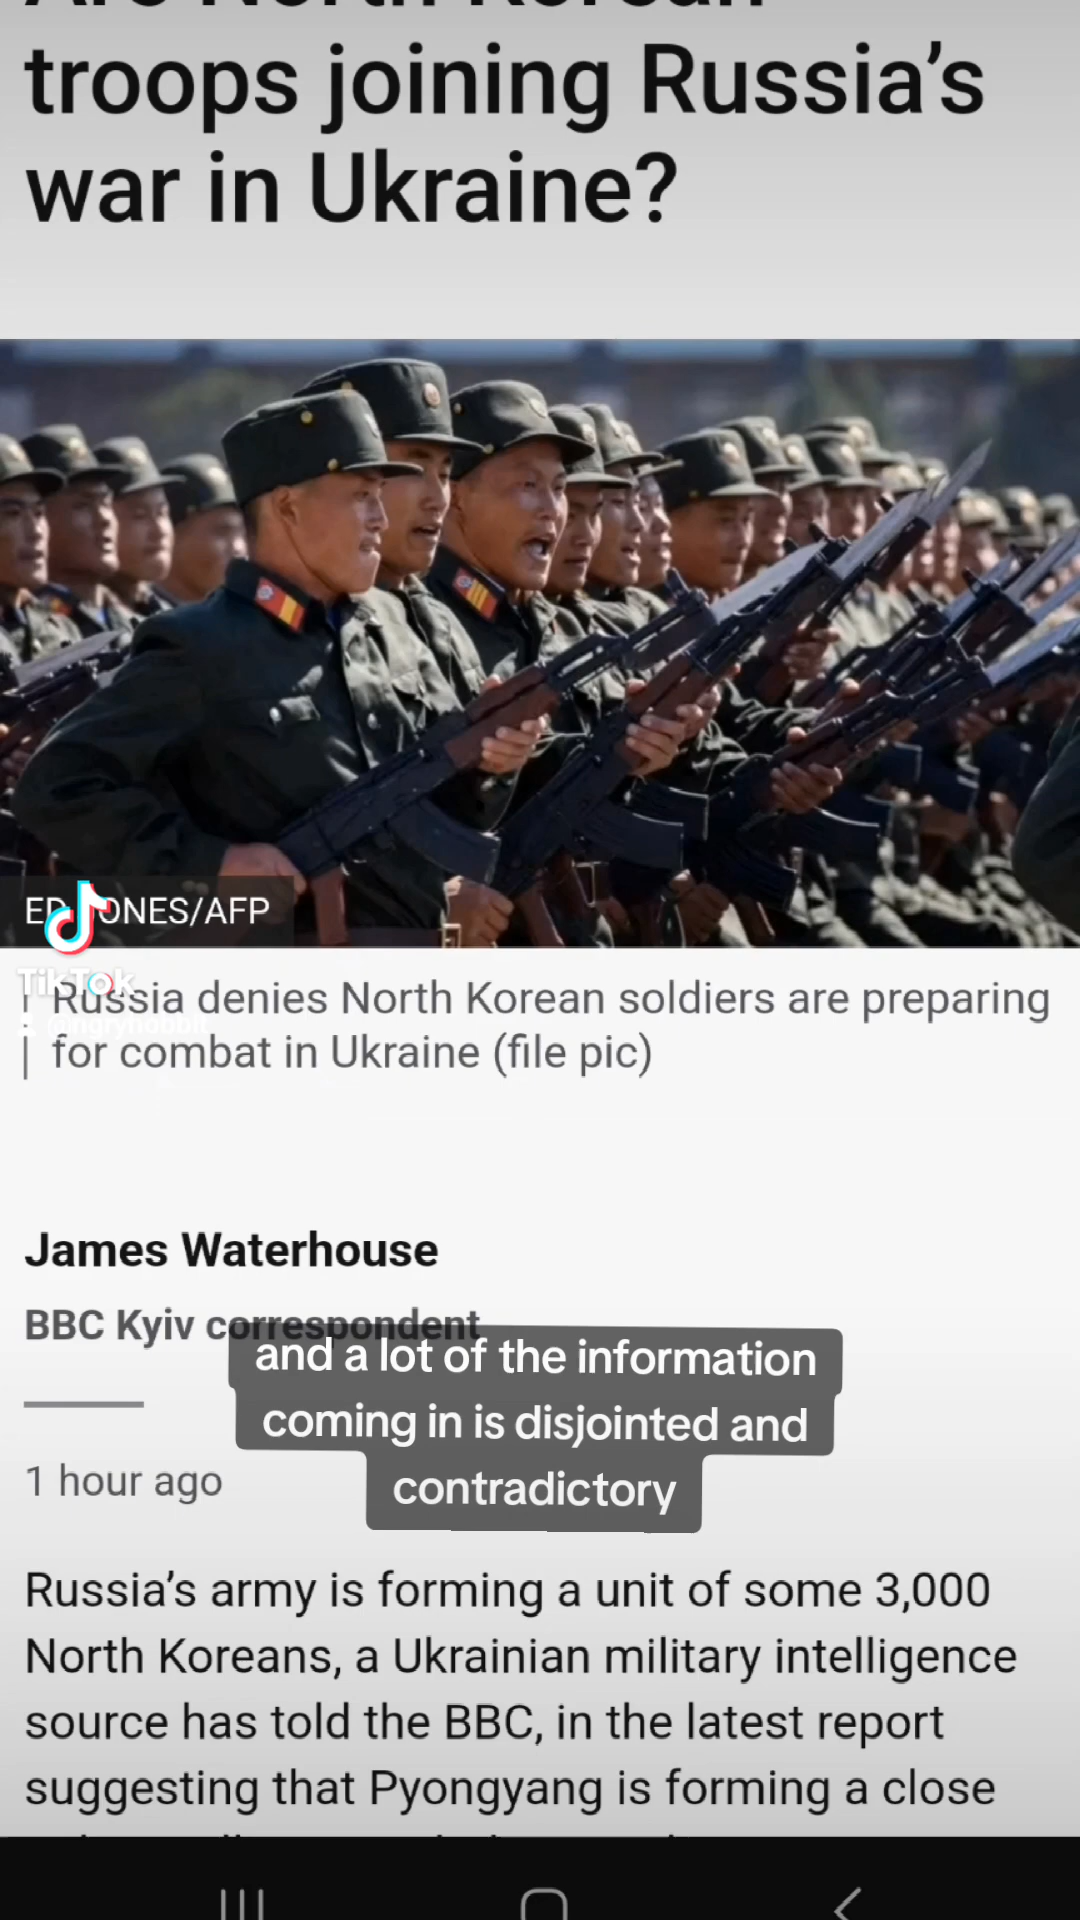 troops joining Russia's
war in Ukraine?
ONES/AFP
TikTok
Russia denies North Korean soldiers are preparing
for combat in Ukraine (file pic)
James Waterhouse
BBC Kyiv correspondent
and a lot of the information
coming in is disjointed and
contradictory
1 hour ago
Russia's army is forming a unit of some 3,000
North Koreans, a Ukrainian military intelligence
source has told the BBC, in the latest report
suggesting that Pyongyang is forming a close